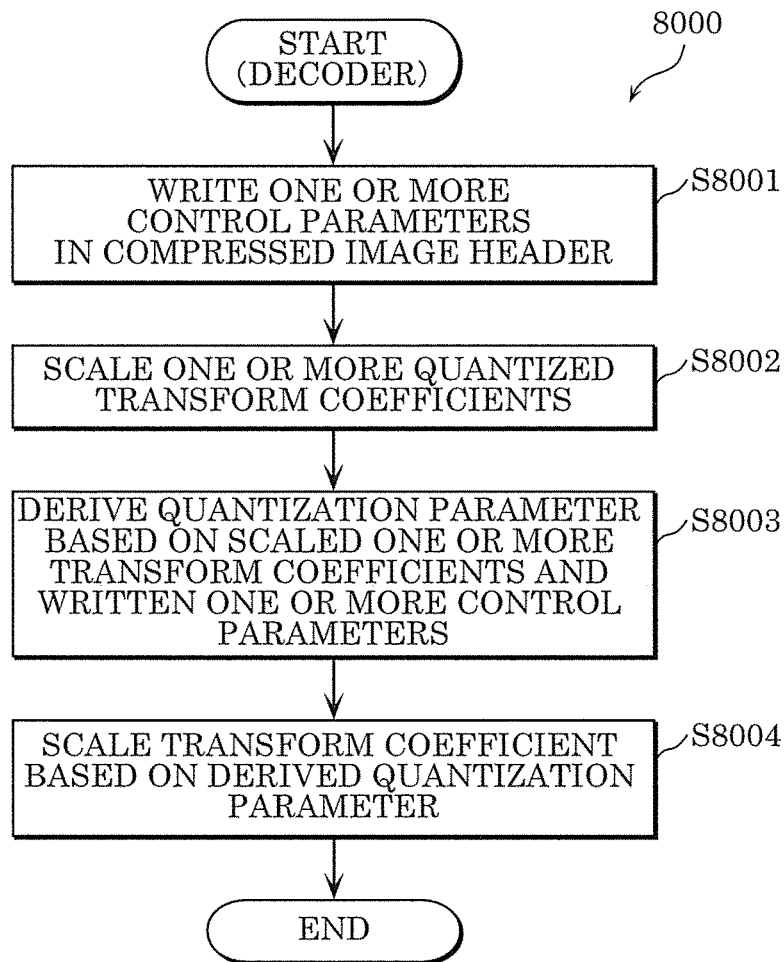 START
(DECODER)
8000
WRITE ONE OR MORE
CONTROL PARAMETERS
IN COMPRESSED IMAGE HEADER
S8001
SCALE ONE OR MORE QUANTIZED
TRANSFORM COEFFICIENTS
S8002
DERIVE QUANTIZATION PARAMETER
BASED ON SCALED ONE OR MORE
TRANSFORM COEFFICIENTS AND
WRITTEN ONE OR MORE CONTROL
PARAMETERS
S8003
SCALE TRANSFORM COEFFICIENT
BASED ON DERIVED QUANTIZATION
PARAMETER
S8004
END